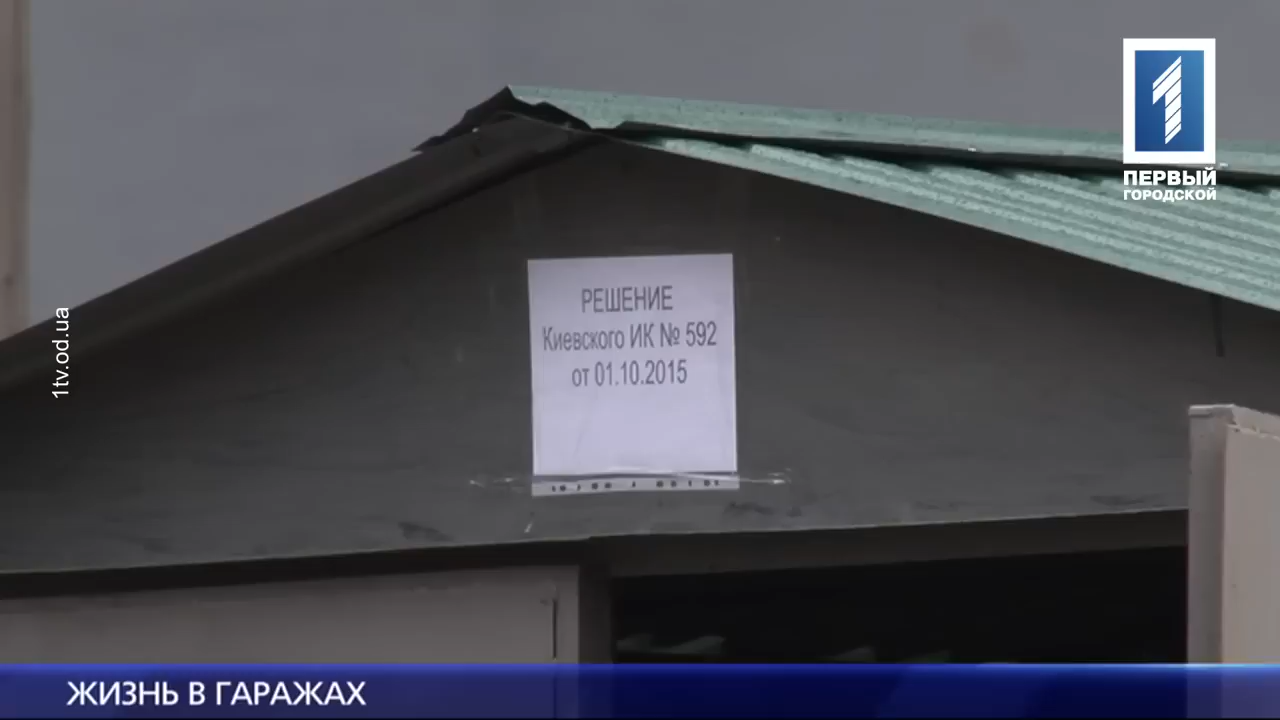 ПЕРВЫЙ
ГОРОДСКОЙ
РЕШЕНИЕ
Киевского ИК № 592
от 01.10.2015
1tv.od.ua
ЖИЗНЬ В ГАРАЖАХ